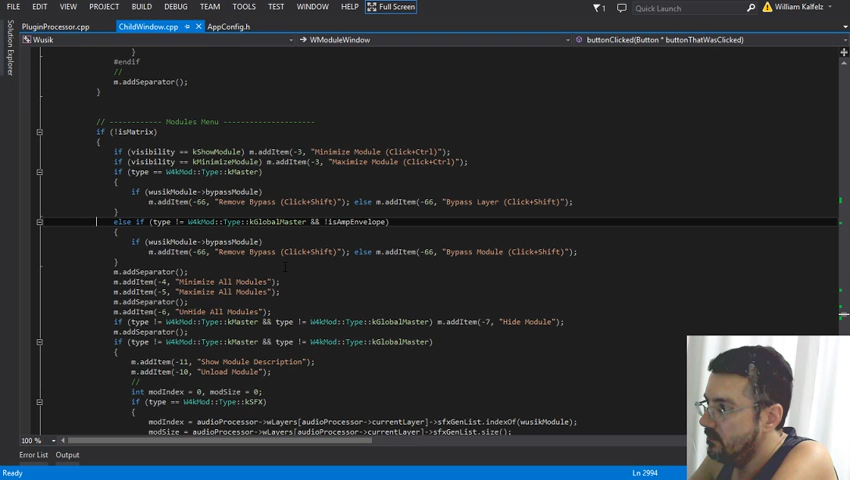 FILE EDIT VIEW PROJECT BUILD DEBUG TEAM TOOLS TEST WINDOW HELP Full Screen 1 Quick Launch William Kalfelz
PluginProcessor.cpp ChildWindow.cpp AppConfig.h
Solution Explorer
Wusik WModuleWindow buttonClicked(Button * buttonThatWasClicked)
}
#endif
//
m.addSeparator();
}
// ------------ Modules Menu ---------------------
if (!isMatrix)
{
if (visibility == kShowModule) m.addItem(-3, "Minimize Module (Click+Ctrl)");
if (visibility == kMinimizeModule) m.addItem(-3, "Maximize Module (Click+Ctrl)");
if (type == W4kMod::Type::kMaster)
{
if (wusikModule->bypassModule)
m.addItem(-66, "Remove Bypass (Click+Shift)"); else m.addItem(-66, "Bypass Layer (Click+Shift)");
}
else if (type != W4kMod::Type::kGlobalMaster && !isAmpEnvelope)
{
if (wusikModule->bypassModule)
m.addItem(-66, "Remove Bypass (Click+Shift)"); else m.addItem(-66, "Bypass Module (Click+Shift)");
}
m.addSeparator();
m.addItem(-4, "Minimize All Modules");
m.addItem(-5, "Maximize All Modules");
m.addSeparator();
m.addItem(-6, "UnHide All Modules");
if (type != W4kMod::Type::kMaster && type != W4kMod::Type::kGlobalMaster) m.addItem(-7, "Hide Module");
m.addSeparator();
if (type != W4kMod::Type::kMaster && type != W4kMod::Type::kGlobalMaster)
{
m.addItem(-11, "Show Module Description");
m.addItem(-10, "Unload Module");
//
int modIndex = 0, modSize = 0;
if (type == W4kMod::Type::kSFX)
{
modIndex = audioProcessor->wLayers[audioProcessor->currentLayer]->sfxGenList.indexOf(wusikModule);
modSize = audioProcessor->wLayers[audioProcessor->currentLayer]->sfxGenList.size();
100 %
Error List Output
Ready Ln 2994